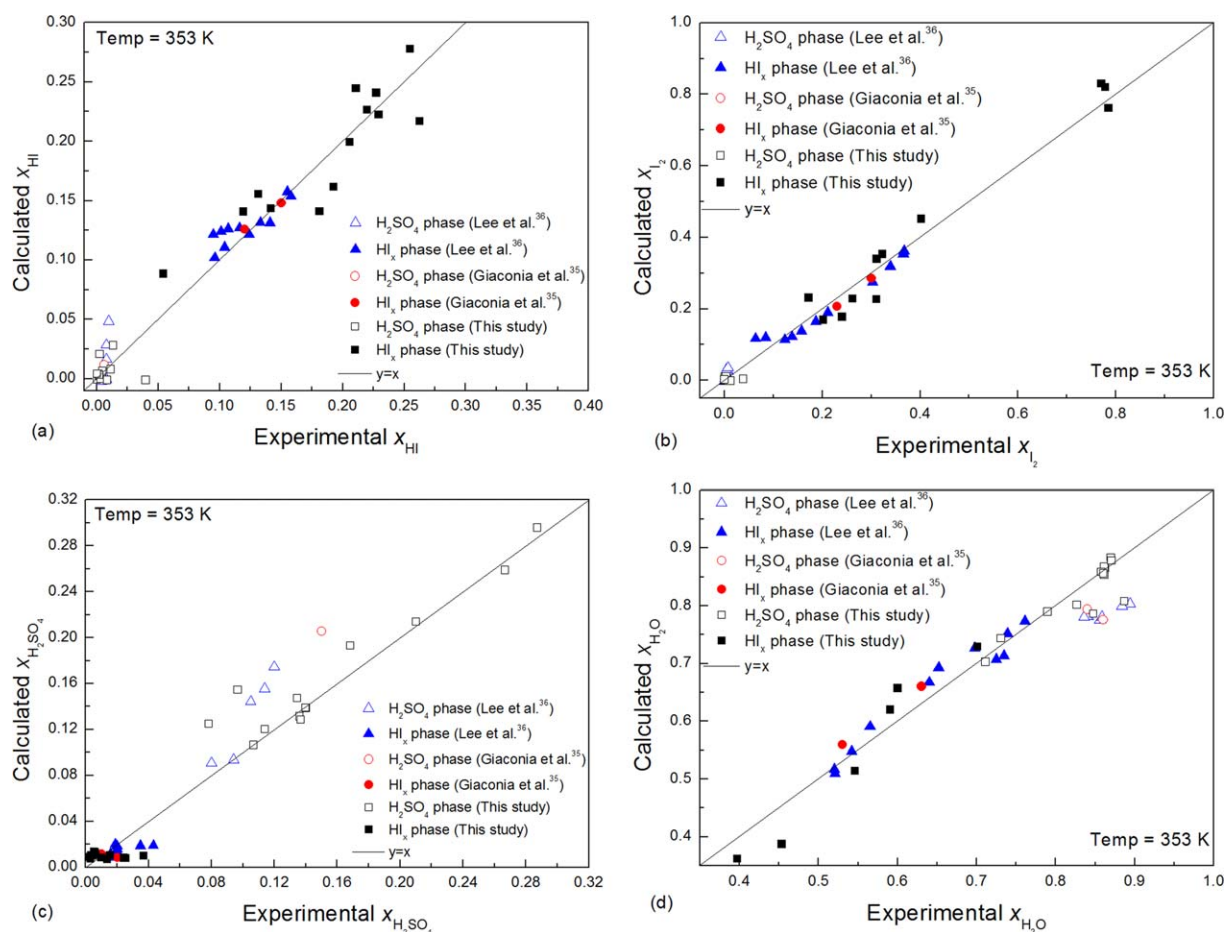 Temp = 353 K
0.30
0.25
0.20
0.15
0.10
0.05
0.00
Calculated x_HI
△ H₂SO₄ phase (Lee et al.³⁶)
▲ HIₓ phase (Lee et al.³⁶)
○ H₂SO₄ phase (Giaconia et al.³⁵)
● HIₓ phase (Giaconia et al.³⁵)
□ H₂SO₄ phase (This study)
■ HIₓ phase (This study)
— y=x
0.00 0.05 0.10 0.15 0.20 0.25 0.30 0.40
(a)
Experimental x_HI
1.0
0.8
0.6
0.4
0.2
0.0
Calculated x_I₂
△ H₂SO₄ phase (Lee et al.³⁶)
▲ HIₓ phase (Lee et al.³⁶)
○ H₂SO₄ phase (Giaconia et al.³⁵)
● HIₓ phase (Giaconia et al.³⁵)
□ H₂SO₄ phase (This study)
■ HIₓ phase (This study)
— y=x
Temp = 353 K
0.0 0.2 0.4 0.6 0.8 1.0
(b)
Experimental x_I₂
Temp = 353 K
0.32
0.28
0.24
0.20
0.16
0.12
0.08
0.04
0.00
Calculated x_H₂SO₄
△ H₂SO₄ phase (Lee et al.³⁶)
▲ HIₓ phase (Lee et al.³⁶)
○ H₂SO₄ phase (Giaconia et al.³⁵)
● HIₓ phase (Giaconia et al.³⁵)
□ H₂SO₄ phase (This study)
■ HIₓ phase (This study)
— y=x
0.00 0.04 0.08 0.12 0.16 0.20 0.24 0.28 0.32
(c)
Experimental x_H₂SO₄
1.0
0.9
0.8
0.7
0.6
0.5
0.4
Calculated x_H₂O
△ H₂SO₄ phase (Lee et al.³⁶)
▲ HIₓ phase (Lee et al.³⁶)
○ H₂SO₄ phase (Giaconia et al.³⁵)
● HIₓ phase (Giaconia et al.³⁵)
□ H₂SO₄ phase (This study)
■ HIₓ phase (This study)
— y=x
Temp = 353 K
0.4 0.5 0.6 0.7 0.8 0.9 1.0
(d)
Experimental x_H₂O